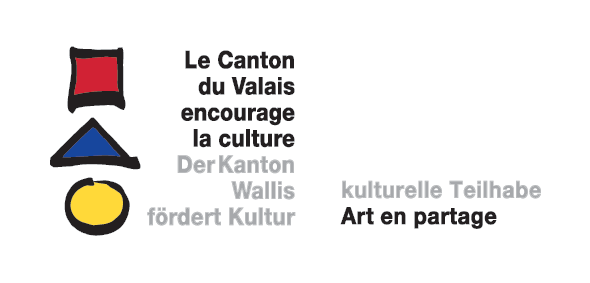 Le Canton
du Valais
encourage
la culture
Der Kanton
Wallis
fördert Kultur
kulturelle Teilhabe
Art en partage